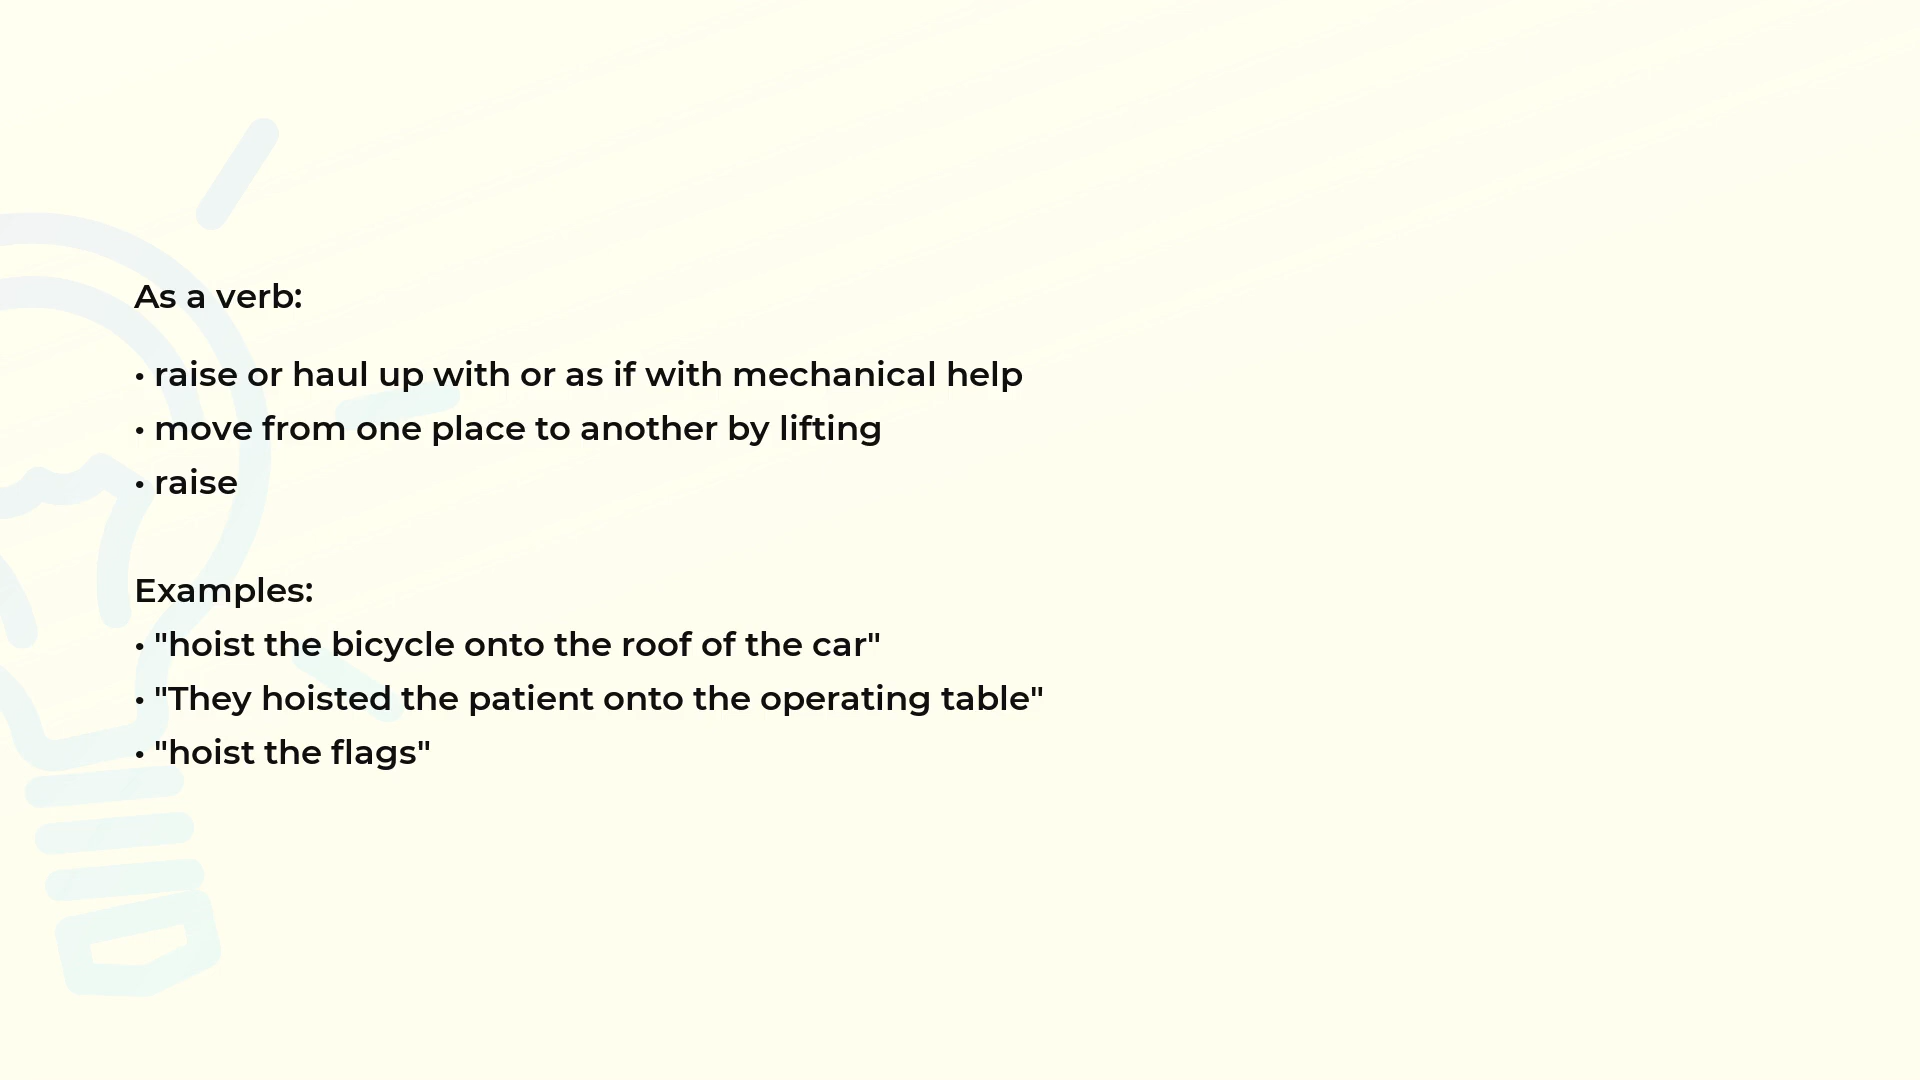 As a verb:
• raise or haul up with or as if with mechanical help
• move from one place to another by lifting
• raise
Examples:
• "hoist the bicycle onto the roof of the car"
• "They hoisted the patient onto the operating table"
• "hoist the flags"